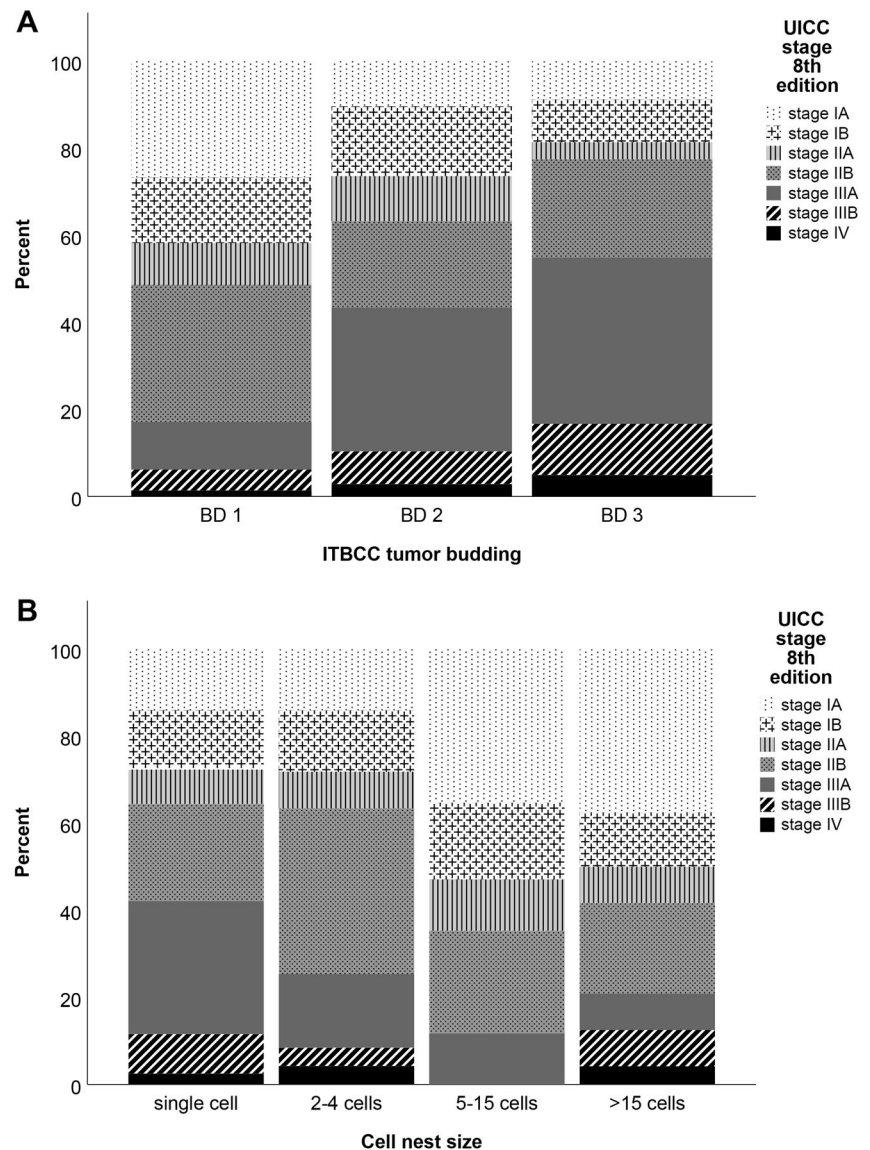 A
UICC
stage
8th
edition
stage IA
stage IB
stage IIA
stage IIB
stage IIIA
stage IIIB
stage IV
100
80
60
40
20
0
Percent
BD 1 BD 2 BD 3
ITBCC tumor budding
B
UICC
stage
8th
edition
stage IA
stage IB
stage IIA
stage IIB
stage IIIA
stage IIIB
stage IV
100
80
60
40
20
0
Percent
single cell 2-4 cells 5-15 cells >15 cells
Cell nest size